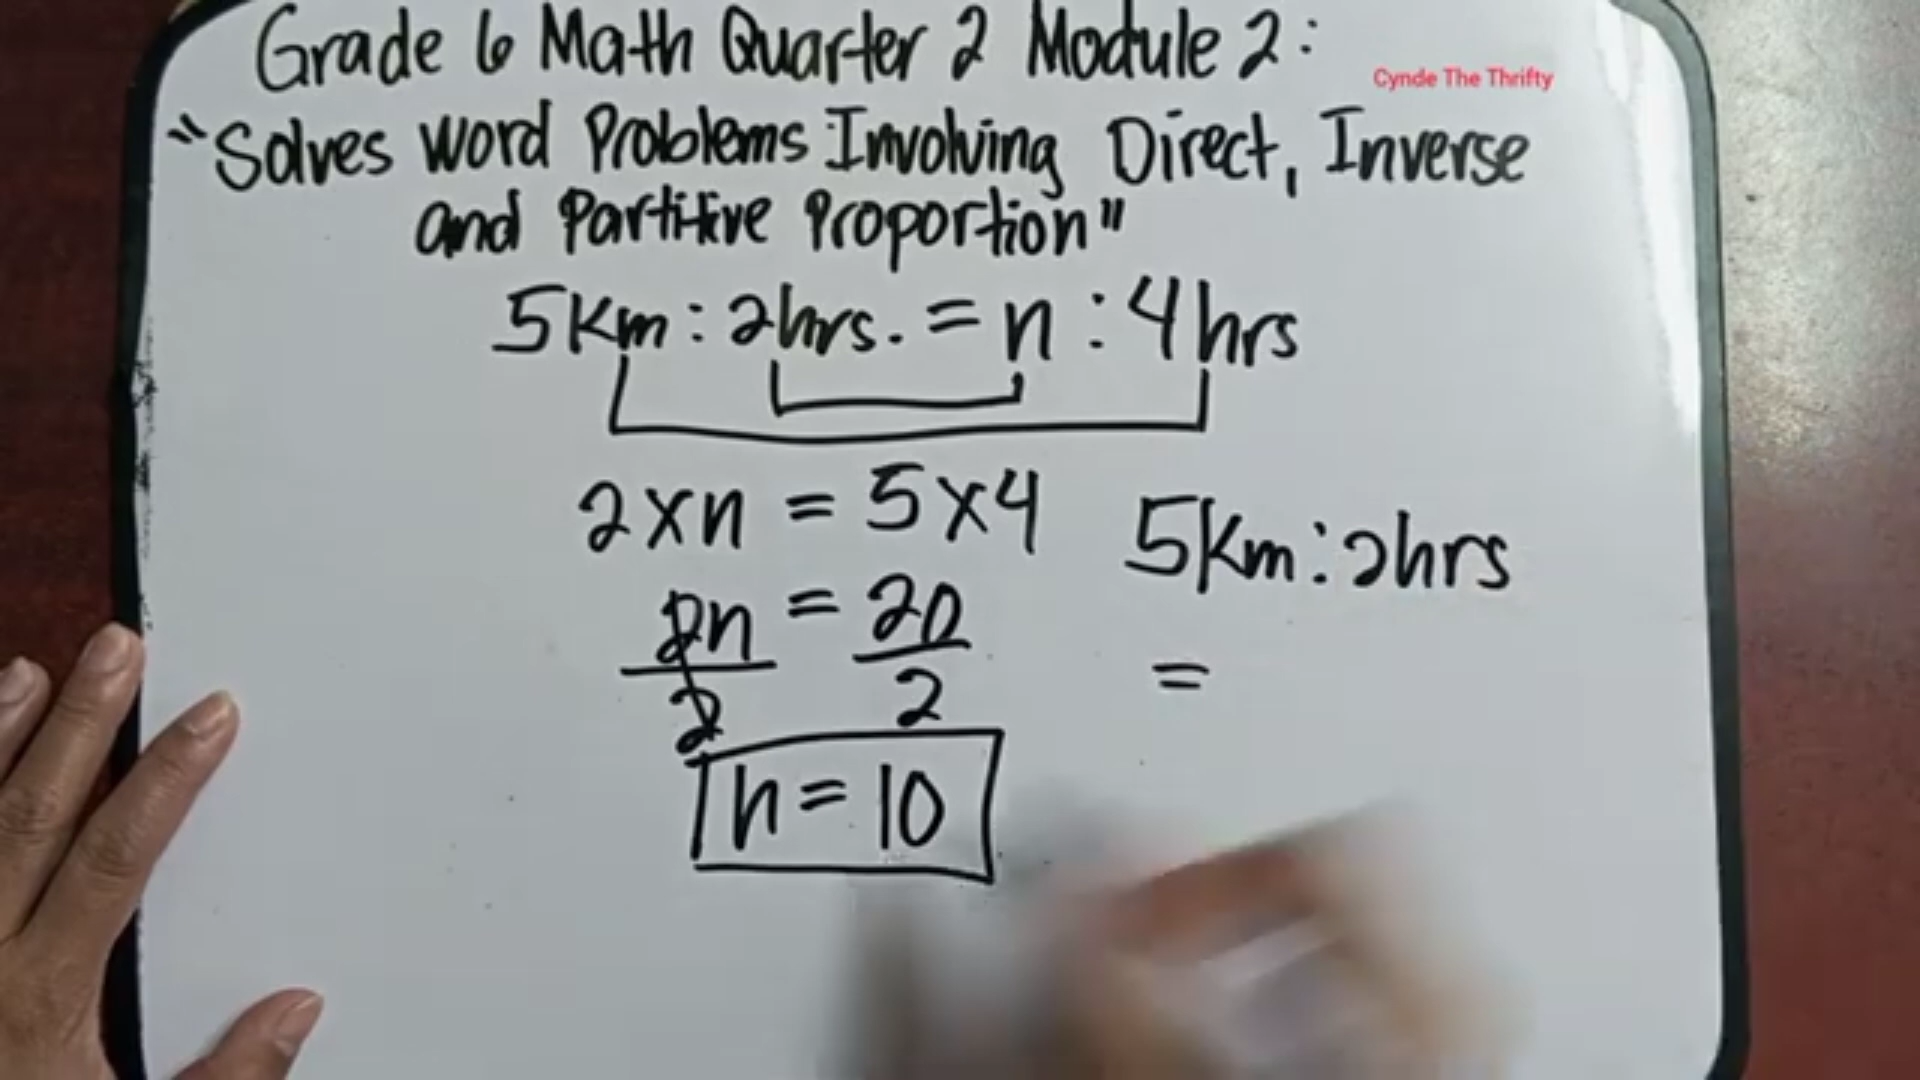 Grade 6 Math Quarter 2 Module 2:
Cynde The Thrifty
"Solves Word Problems Involving Direct, Inverse
and Partitive Proportion"
5km : 2hrs. = n : 4hrs
2xn = 5x4
5km : 2hrs
2n = 20
2 2
=
n = 10